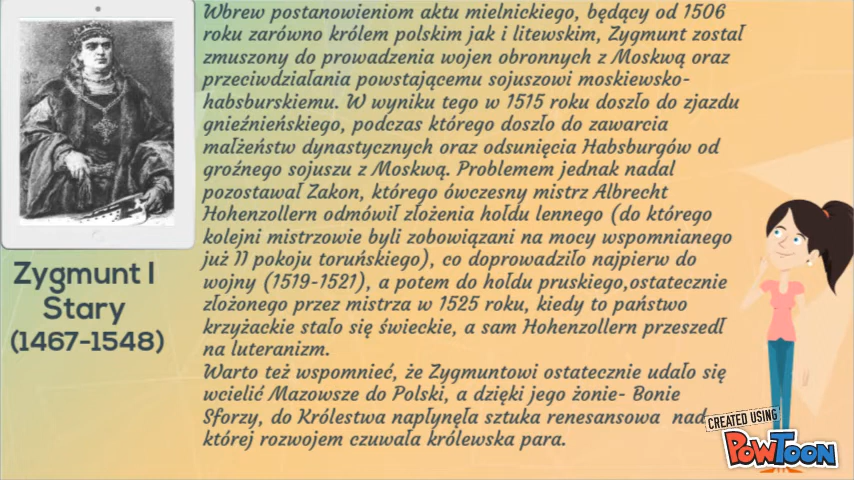 Zygmunt I
Stary
(1467-1548)
Wbrew postanowieniom aktu mielnickiego, będący od 1506
roku zarówno królem polskim jak i litewskim, Zygmunt został
zmuszony do prowadzenia wojen obronnych z Moskwą oraz
przeciwdziałania powstającemu sojuszowi moskiewsko-
habsburskiemu. W wyniku tego w 1515 roku doszło do zjazdu
gnieźnieńskiego, podczas którego doszło do zawarcia
małżeństw dynastycznych oraz odsunięcia Habsburgów od
groźnego sojuszu z Moskwą. Problemem jednak nadal
pozostawał Zakon, którego ówczesny mistrz Albrecht
Hohenzollern odmówił złożenia hołdu lennego (do którego
kolejni mistrzowie byli zobowiązani na mocy wspomnianego
już II pokoju toruńskiego), co doprowadziło najpierw do
wojny (1519-1521), a potem do hołdu pruskiego,ostatecznie
złożonego przez mistrza w 1525 roku, kiedy to państwo
krzyżackie stało się świeckie, a sam Hohenzollern przeszedł
na luteranizm.
Warto też wspomnieć, że Zygmuntowi ostatecznie udało się
wcielić Mazowsze do Polski, a dzięki jego żonie- Bonie
Sforzy, do Królestwa napłynęła sztuka renesansowa nad
której rozwojem czuwała królewska para.
CREATED USING
POWTOON